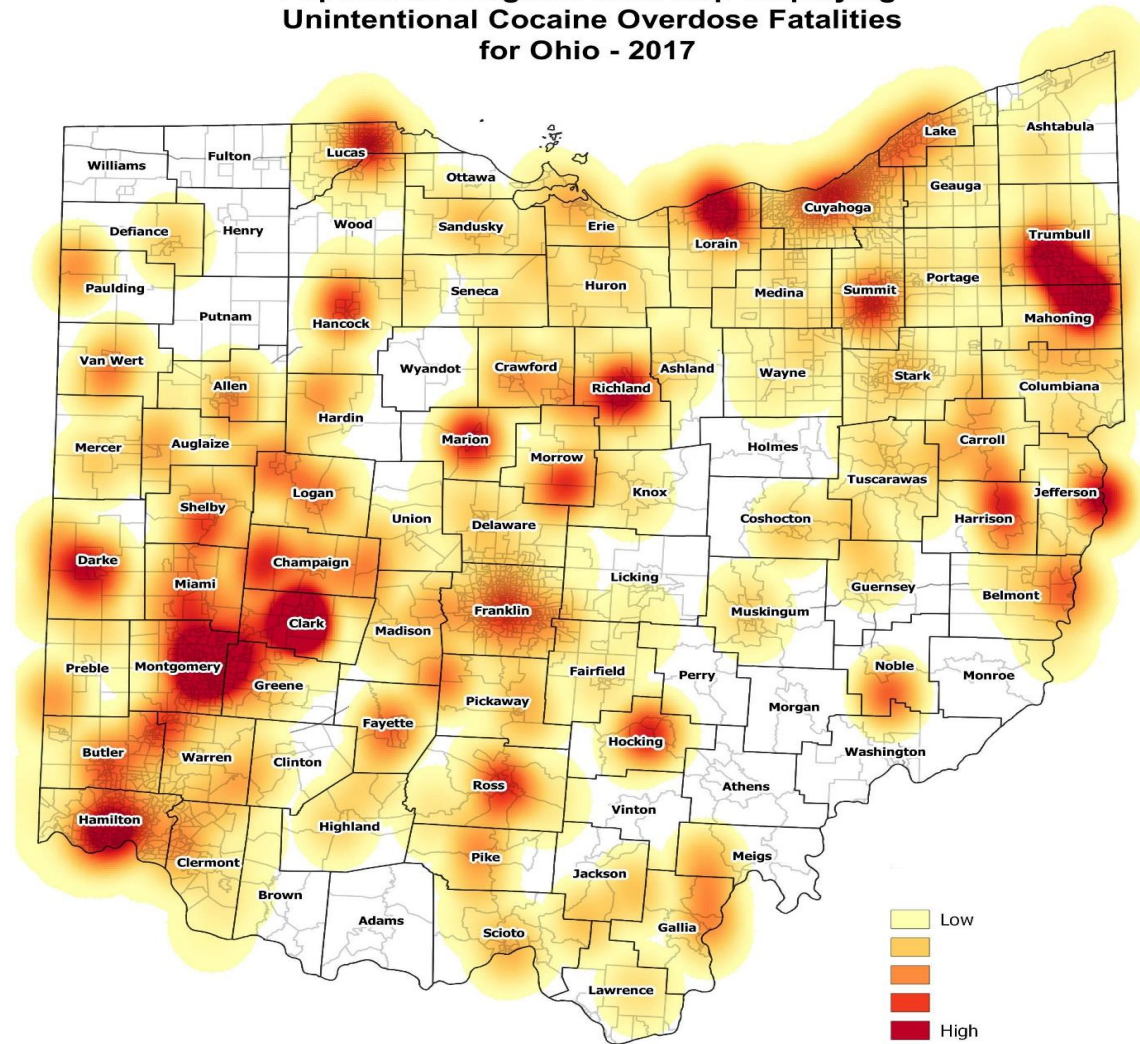 Unintentional Cocaine Overdose Fatalities
for Ohio - 2017
Ashtabula
Lake
Lucas
Fulton
Williams
Ottawa
Geauga
Cuyahoga
Wood
Sandusky
Erie
Defiance
Henry
Trumbull
Lorain
Portage
Paulding
Seneca
Huron
Medina
Summit
Putnam
Hancock
Mahoning
Van Wert
Wyandot
Crawford
Ashland
Wayne
Stark
Allen
Richland
Columbiana
Hardin
Mercer
Auglaize
Marion
Carroll
Holmes
Morrow
Tuscarawas
Logan
Knox
Jefferson
Shelby
Union
Delaware
Coshocton
Harrison
Darke
Champaign
Licking
Miami
Guernsey
Belmont
Franklin
Muskingum
Clark
Madison
Preble
Montgomery
Fairfield
Perry
Noble
Monroe
Greene
Pickaway
Morgan
Fayette
Hocking
Butler
Warren
Clinton
Washington
Ross
Athens
Vinton
Hamilton
Highland
Pike
Meigs
Clermont
Jackson
Brown
Adams
Low
Gallia
Scioto
Lawrence
High